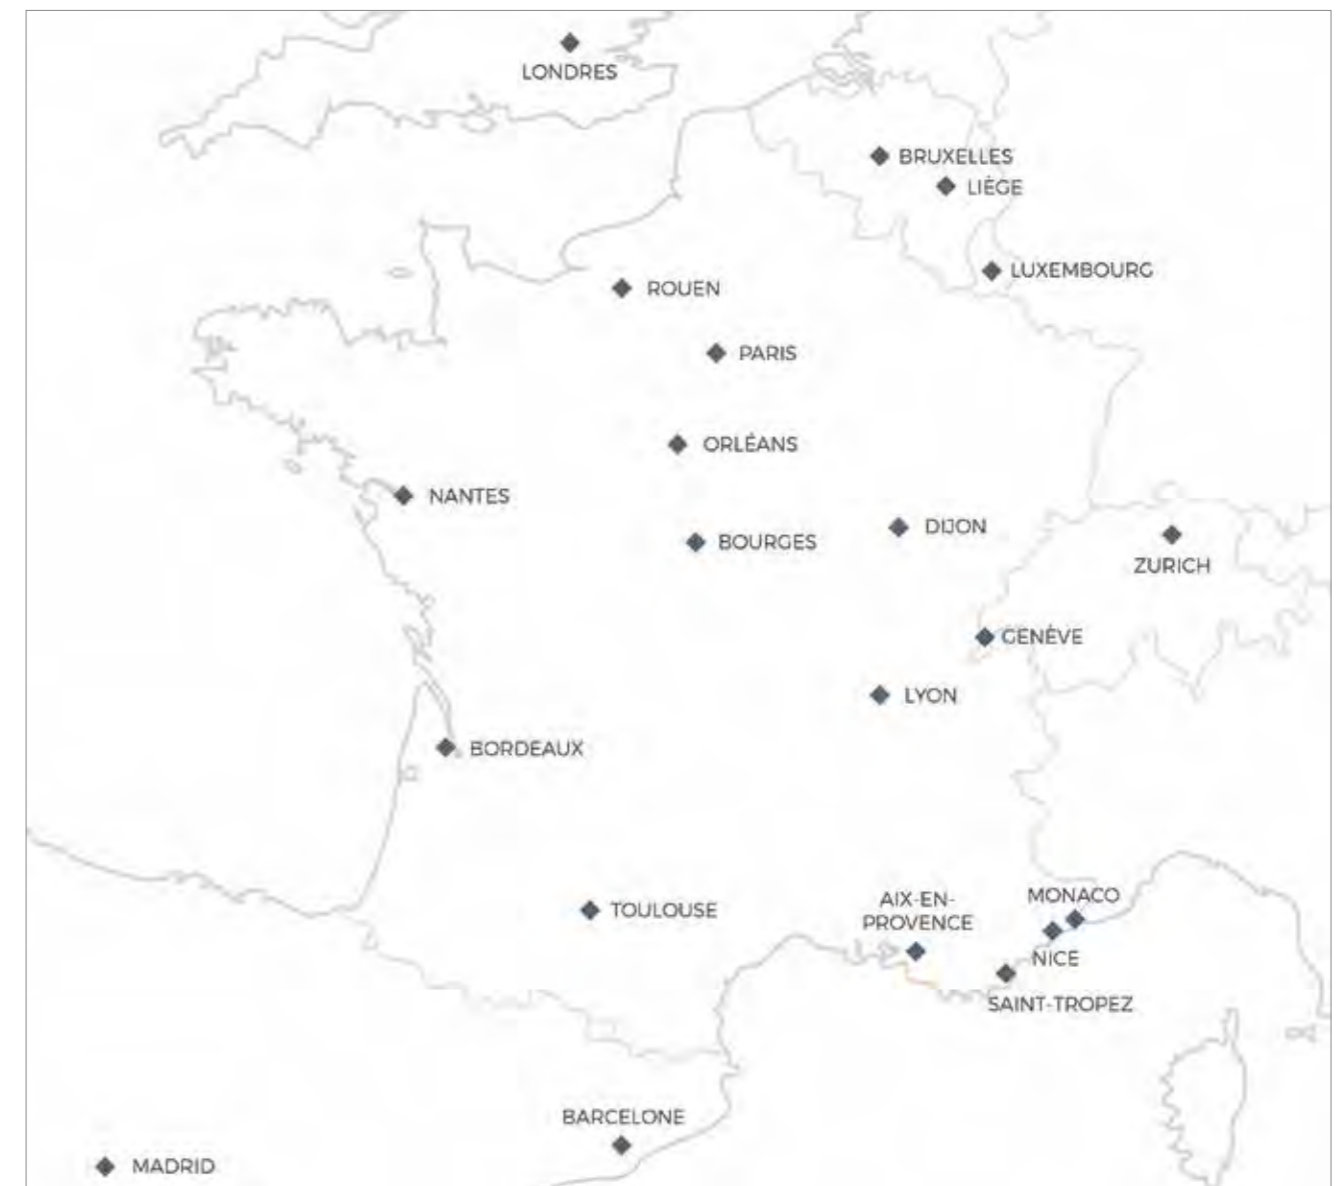 LONDRES
BRUXELLES
LIÈGE
LUXEMBOURG
ROUEN
PARIS
ORLÉANS
NANTES
BOURGES
DIJON
ZURICH
GENÈVE
LYON
BORDEAUX
TOULOUSE
AIX-EN-
PROVENCE
MONACO
NICE
SAINT-TROPEZ
BARCELONE
MADRID